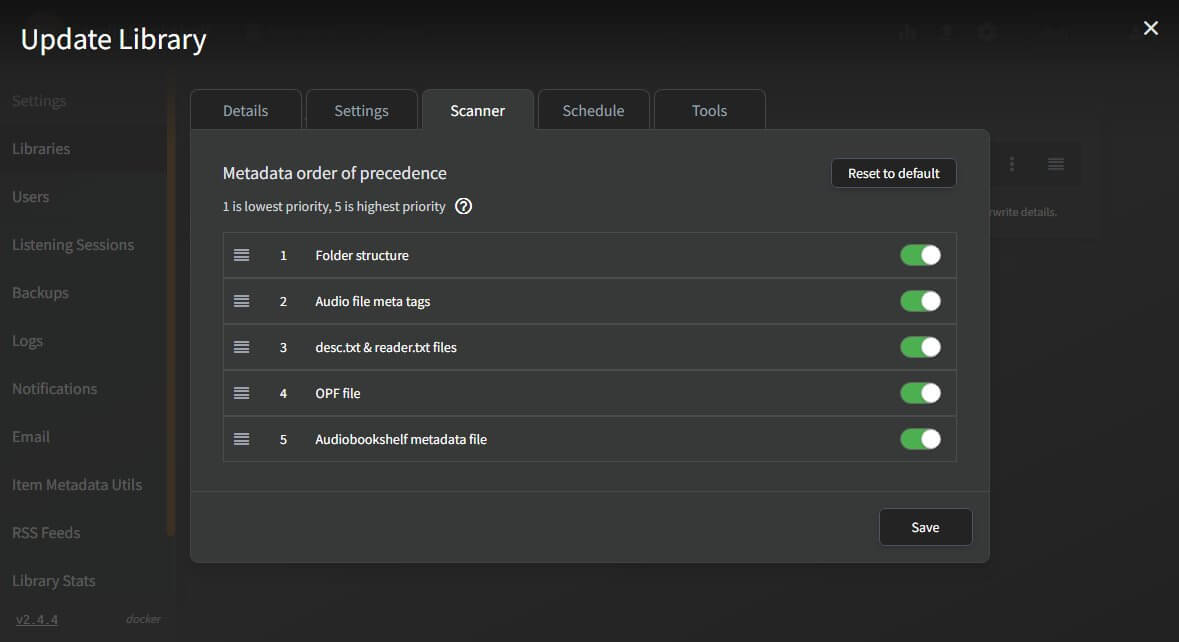 Update Library
Settings
Libraries
Users
Listening Sessions
Backups
Logs
Notifications
Email
Item Metadata Utils
RSS Feeds
Library Stats
v2.4.4 docker
Details Settings Scanner Schedule Tools
Metadata order of precedence
Reset to default
1 is lowest priority, 5 is highest priority ?
1 Folder structure
2 Audio file meta tags
3 desc.txt & reader.txt files
4 OPF file
5 Audiobookshelf metadata file
Save
details.